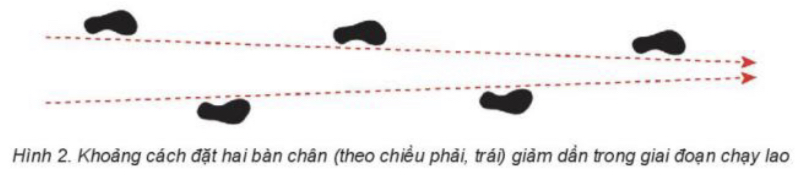 Hình 2. Khoảng cách đặt hai bàn chân (theo chiều phải, trái) giảm dần trong giai đoạn chạy lao